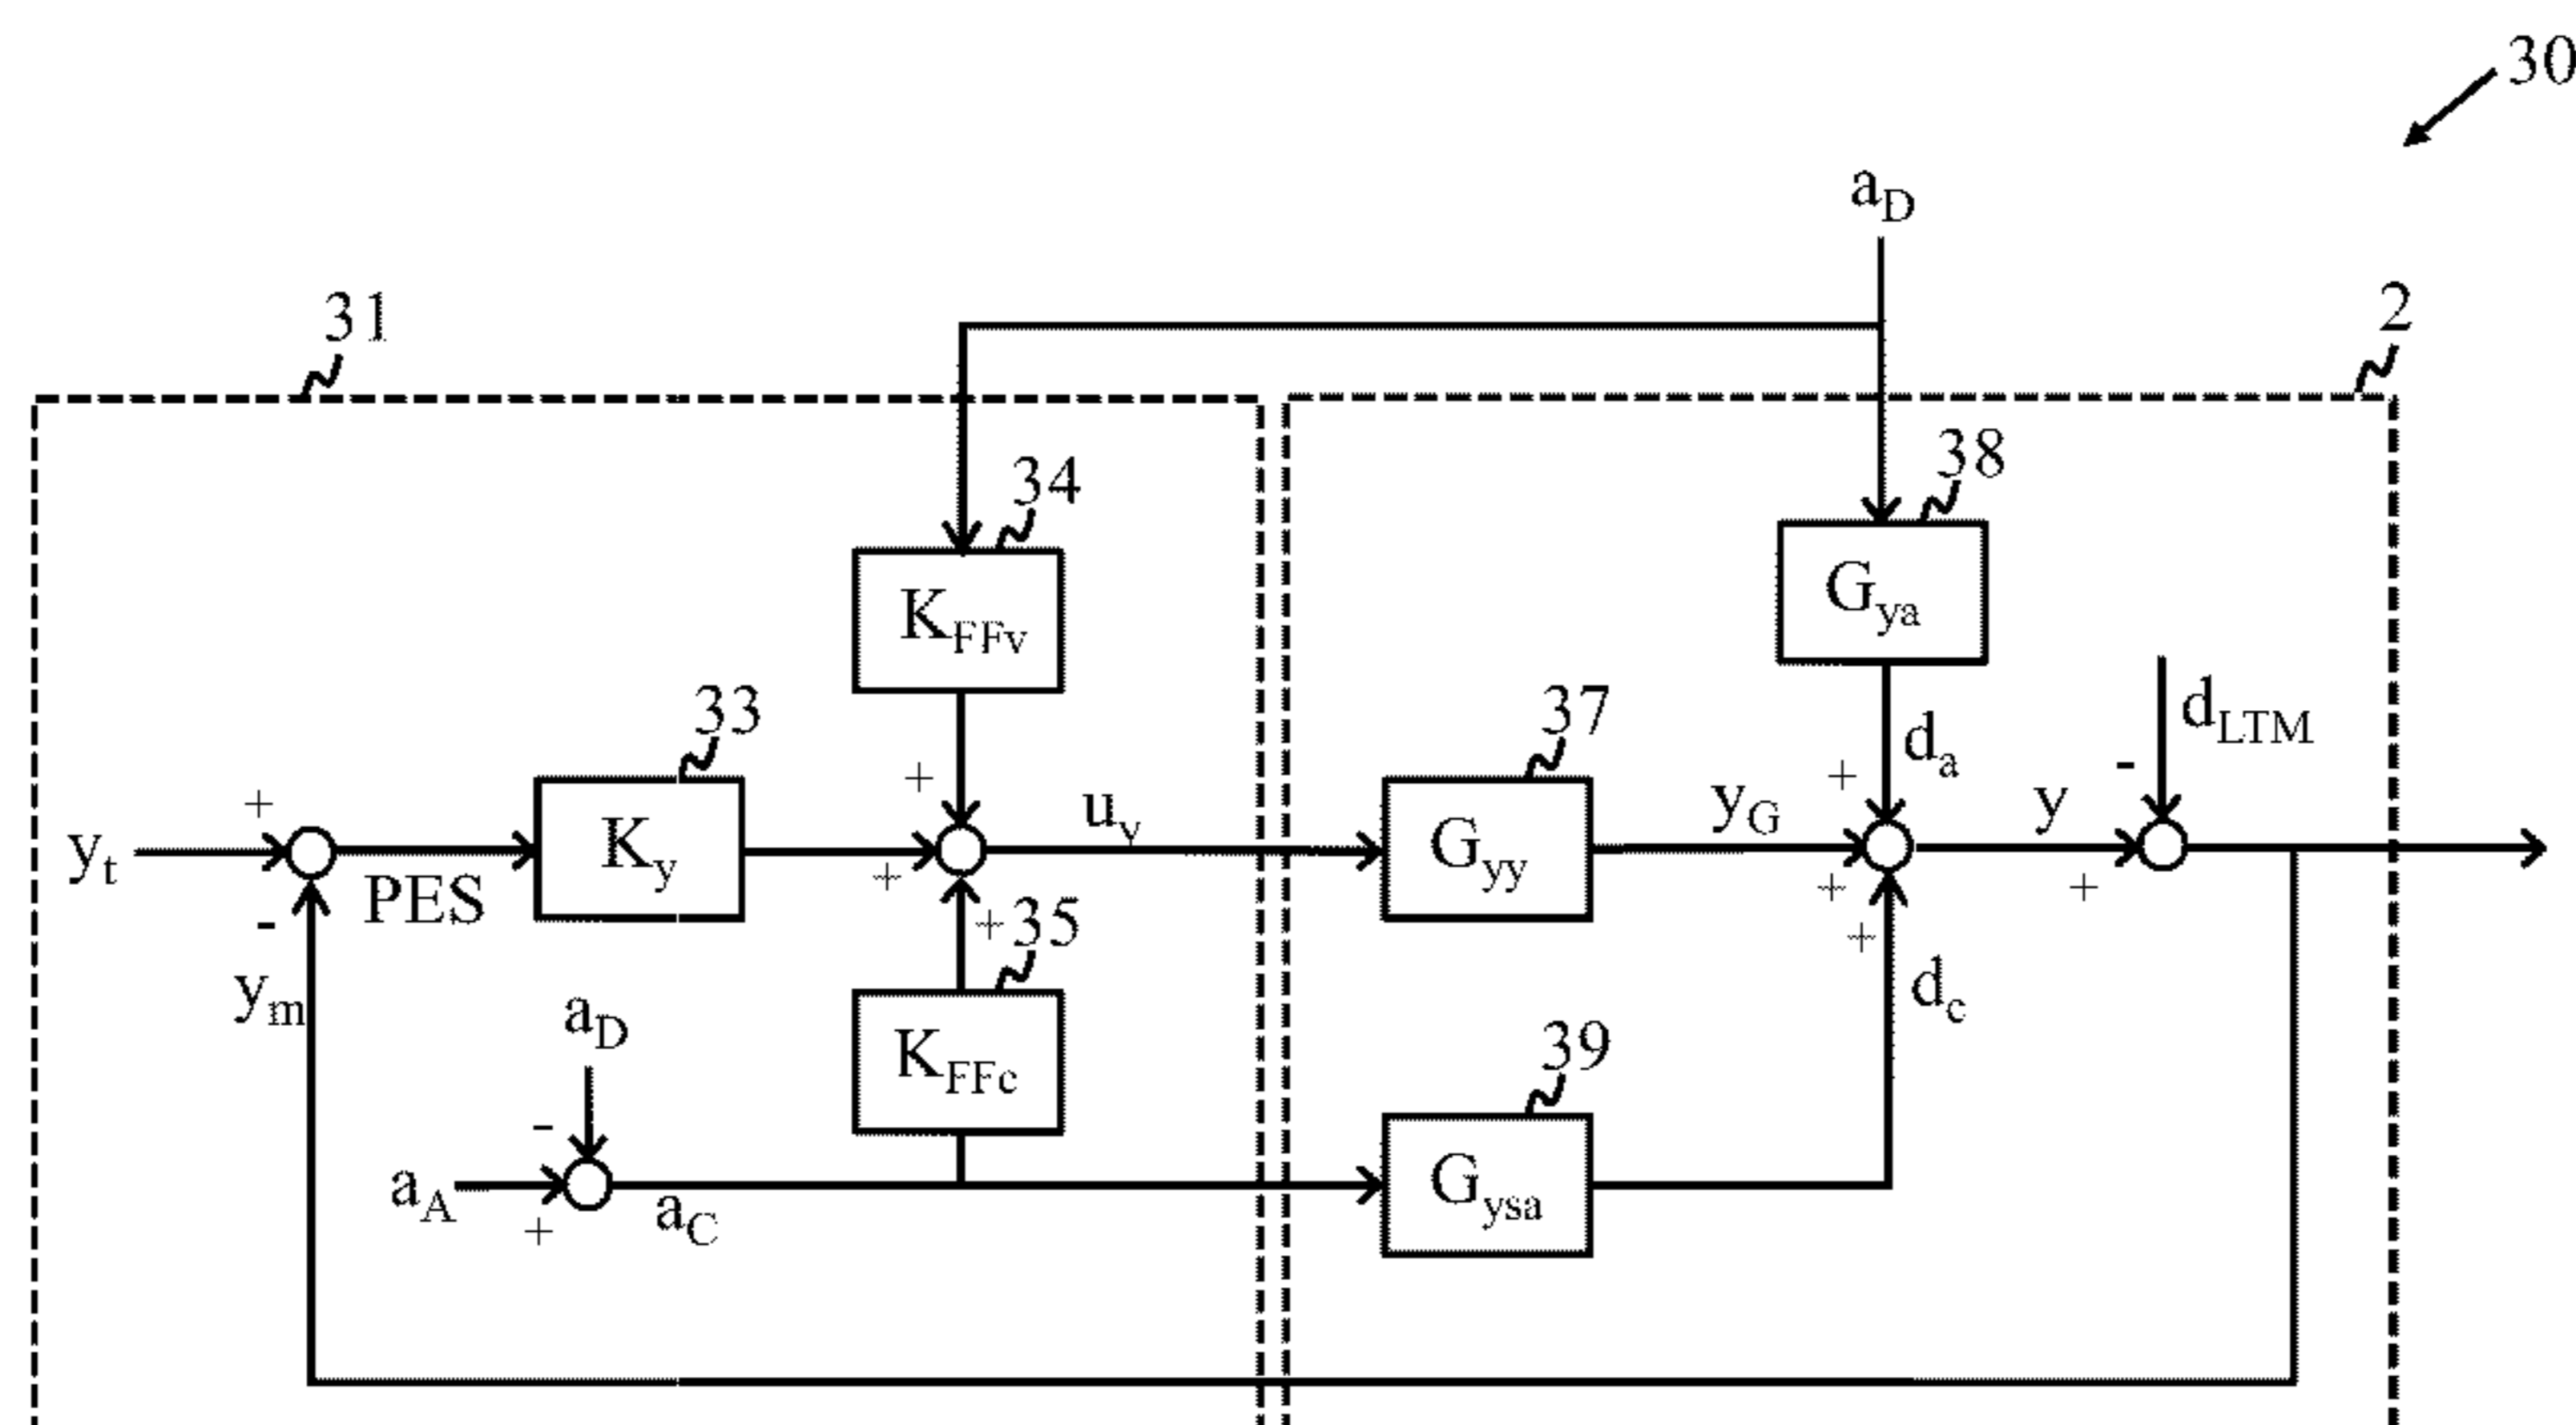 30
a_D
31
2
34
38
K_FFv
G_ya
33
37
d_a
d_LTM
+
-
+
+
y_t
PES
K_y
+
u_v
G_yy
y_G
+
y
+
-
y_m
+
35
+
d_c
a_D
K_FFc
39
-
a_A
+
a_C
G_ysa